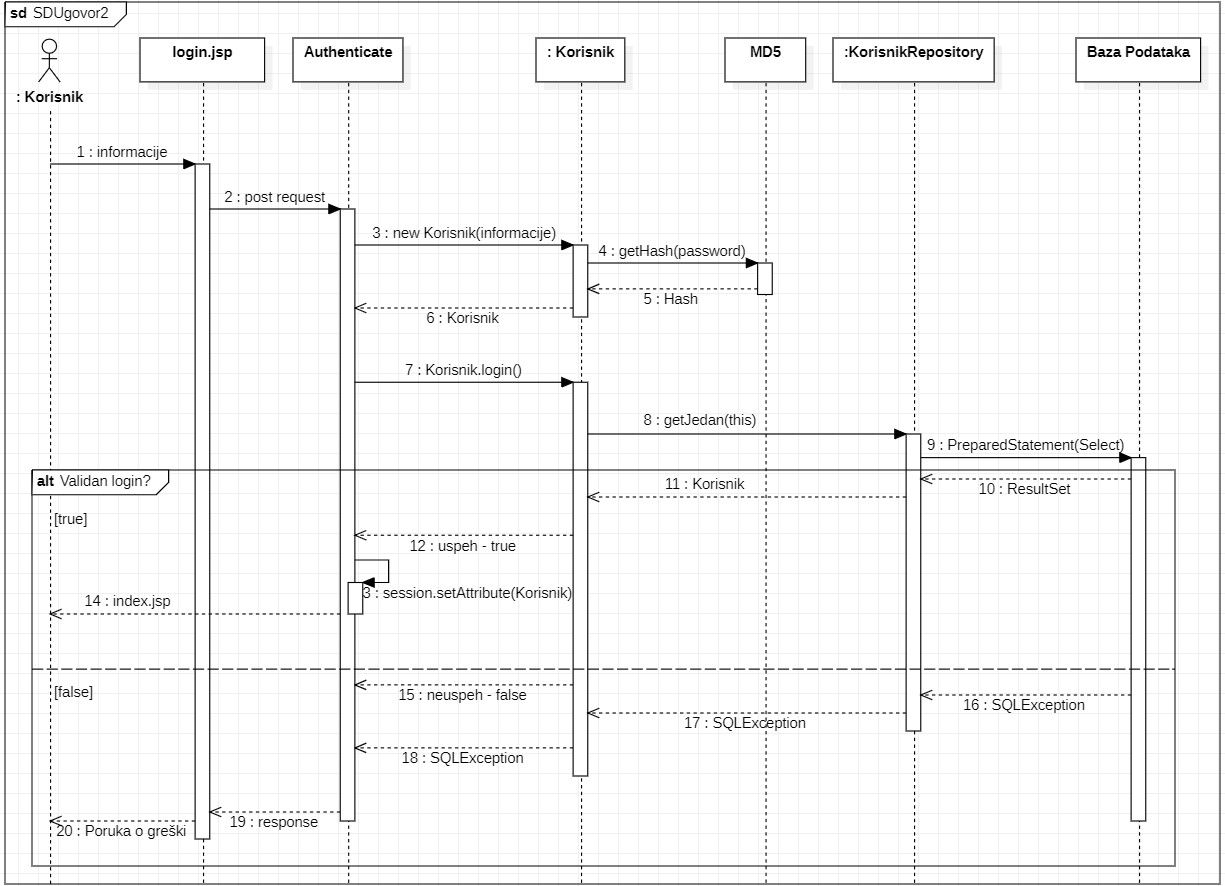 sd SDUgovor2
login.jsp
Authenticate
: Korisnik
MD5
:KorisnikRepository
Baza Podataka
: Korisnik
1 : informacije
2 : post request
3 : new Korisnik(informacije)
4 : getHash(password)
5 : Hash
6 : Korisnik
7 : Korisnik.login()
8 : getJedan(this)
9 : PreparedStatement(Select)
alt Validan login?
11 : Korisnik
10 : ResultSet
[true]
12 : uspeh - true
3 : session.setAttribute(Korisnik)
14 : index.jsp
[false]
15 : neuspeh - false
16 : SQLException
17 : SQLException
18 : SQLException
19 : response
20 : Poruka o greški